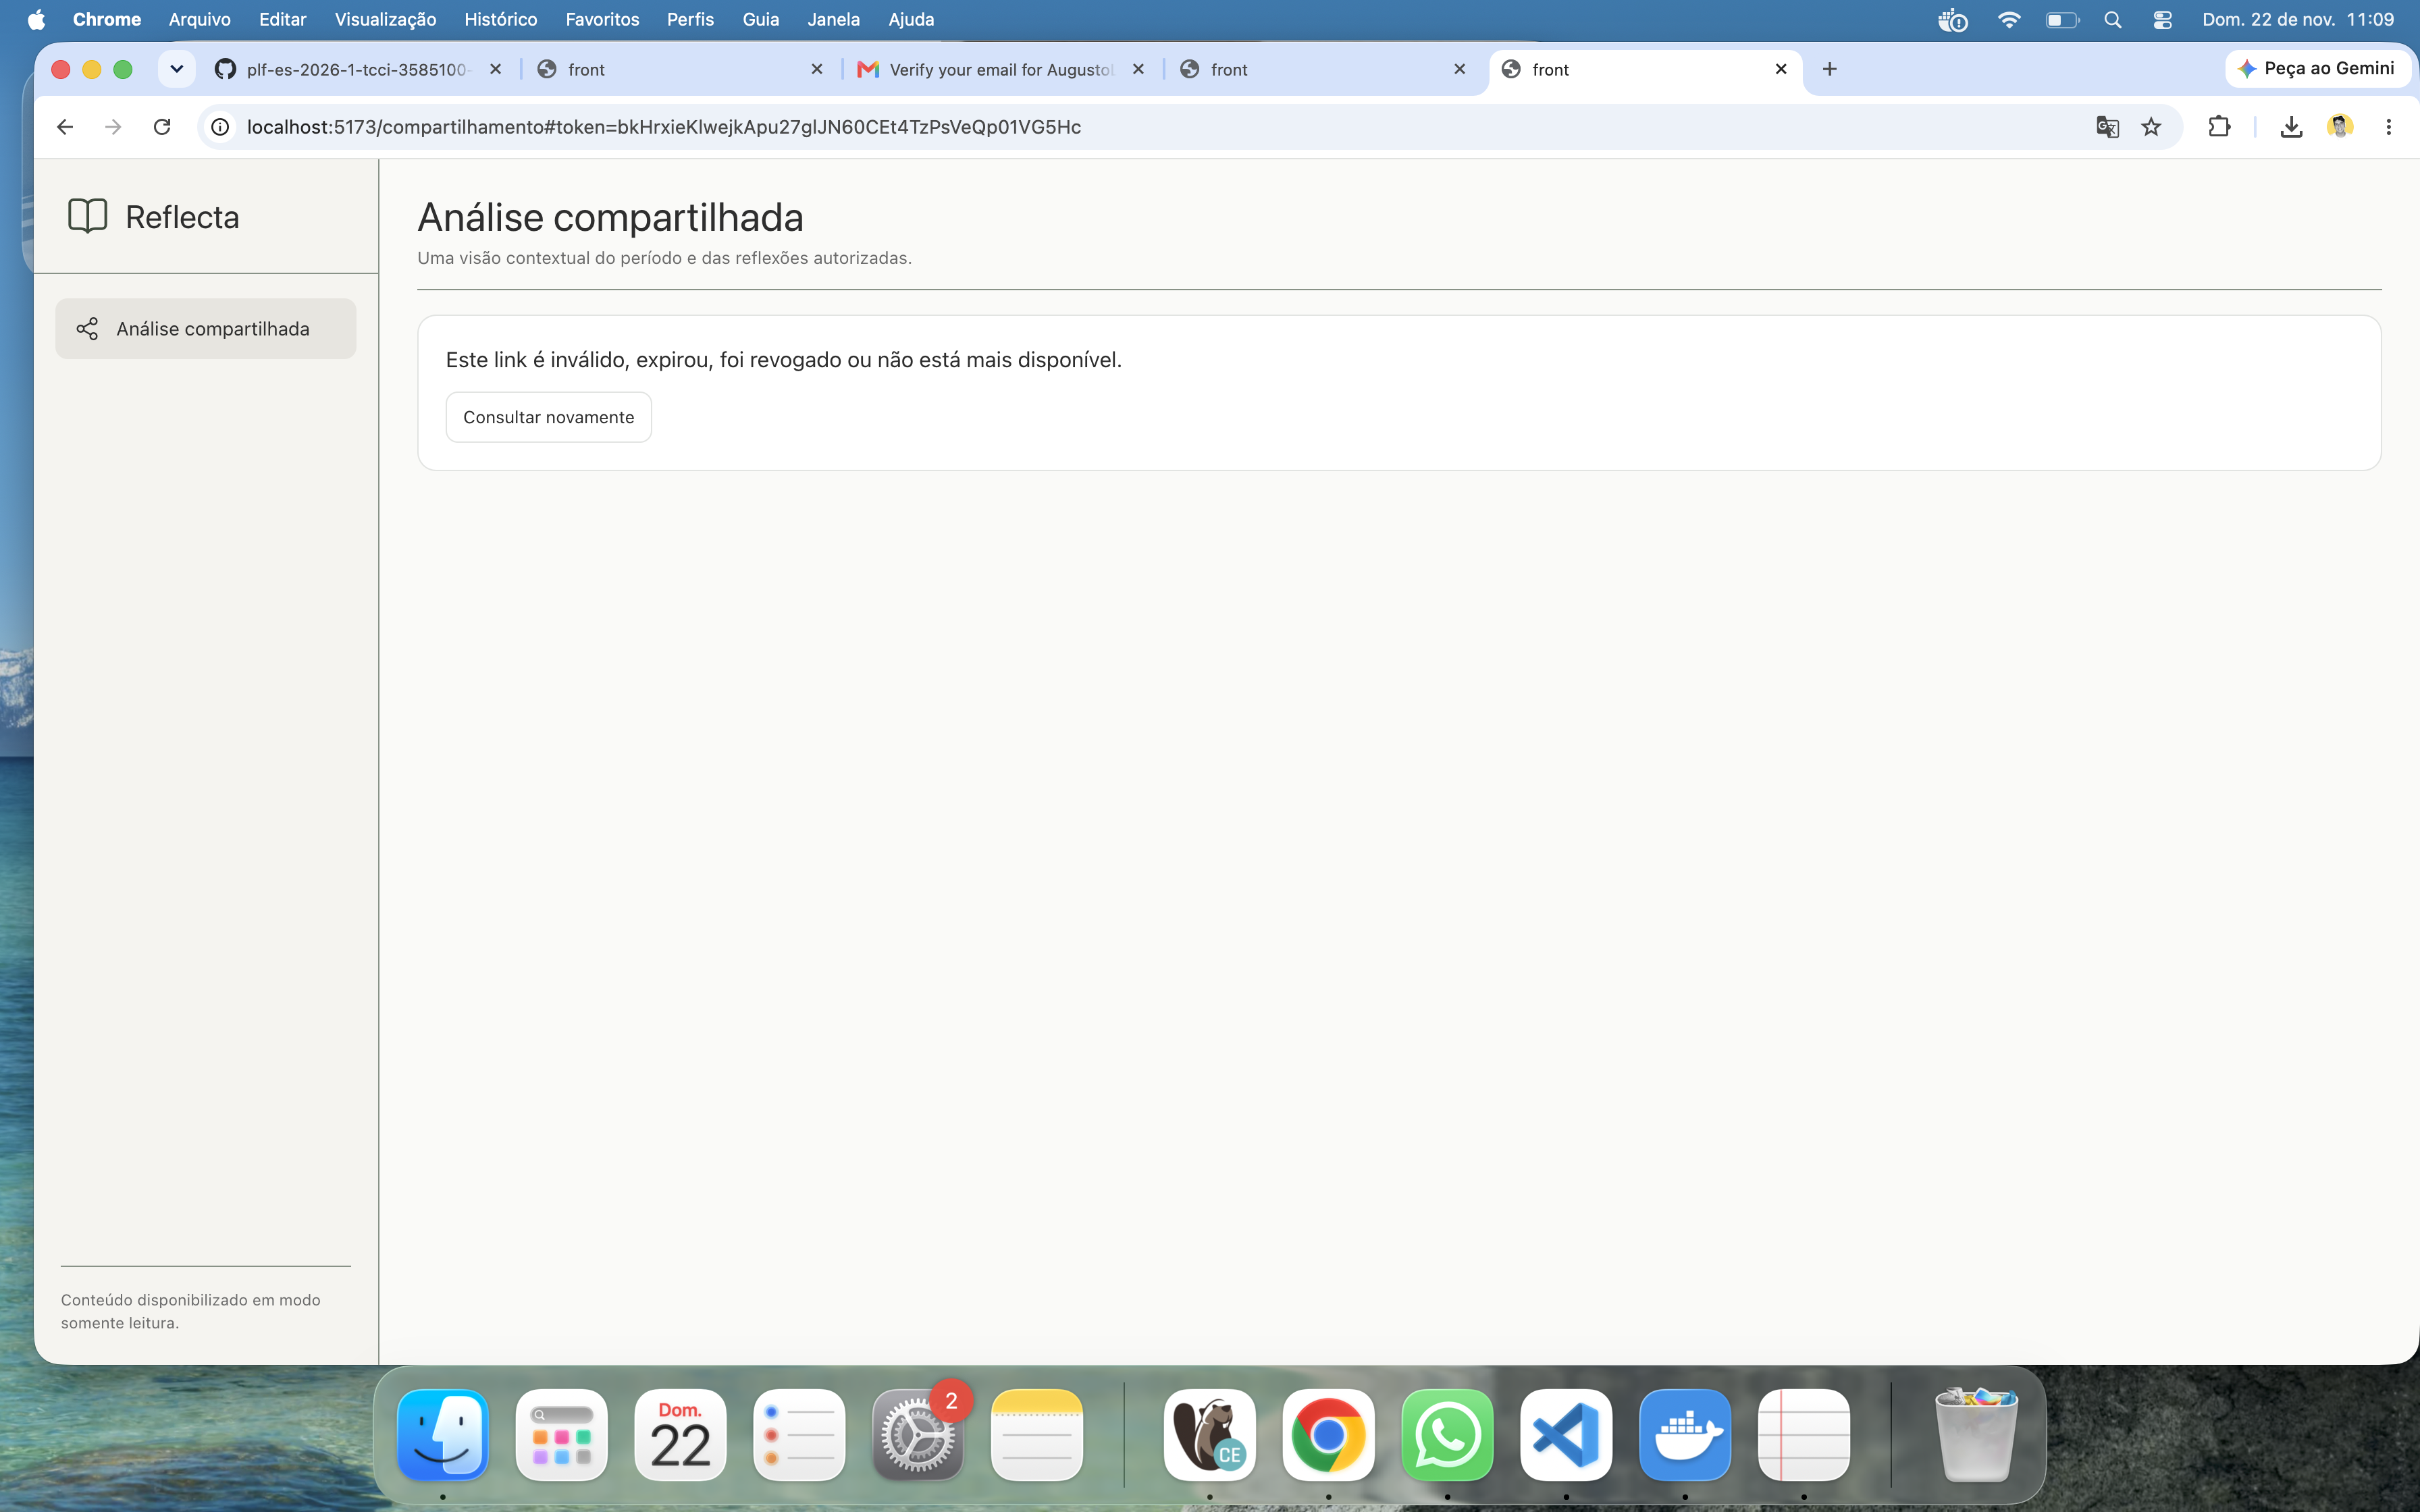 Chrome Arquivo Editar Visualização Histórico Favoritos Perfis Guia Janela Ajuda Dom. 22 de nov. 11:09
plf-es-2026-1-tcci-3585100- front Verify your email for Augusto front front Peça ao Gemini
localhost:5173/compartilhamento#token=bkHrxieKlwejkApu27glJN60CEt4TzPsVeQp01VG5Hc
Reflecta
Análise compartilhada
Análise compartilhada
Uma visão contextual do período e das reflexões autorizadas.
Este link é inválido, expirou, foi revogado ou não está mais disponível.
Consultar novamente
Conteúdo disponibilizado em modo
somente leitura.
2
Dom.
22
CE